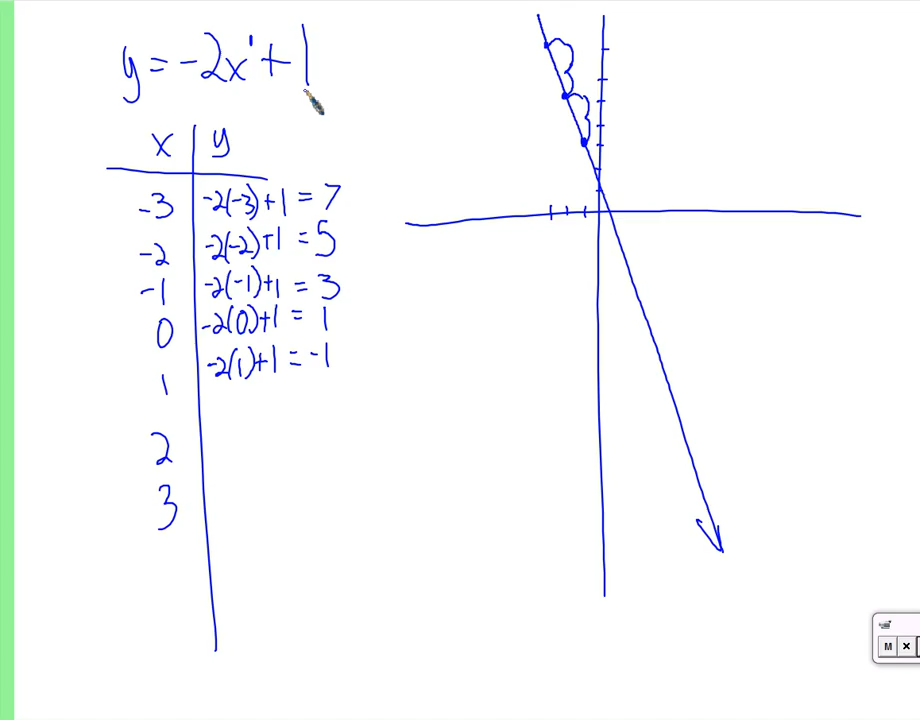 y = -2x¹ + 1
x y
-3 -2(-3)+1 = 7
-2 -2(-2)+1 = 5
-1 -2(-1)+1 = 3
0 -2(0)+1 = 1
1 -2(1)+1 = -1
2
3
M ×